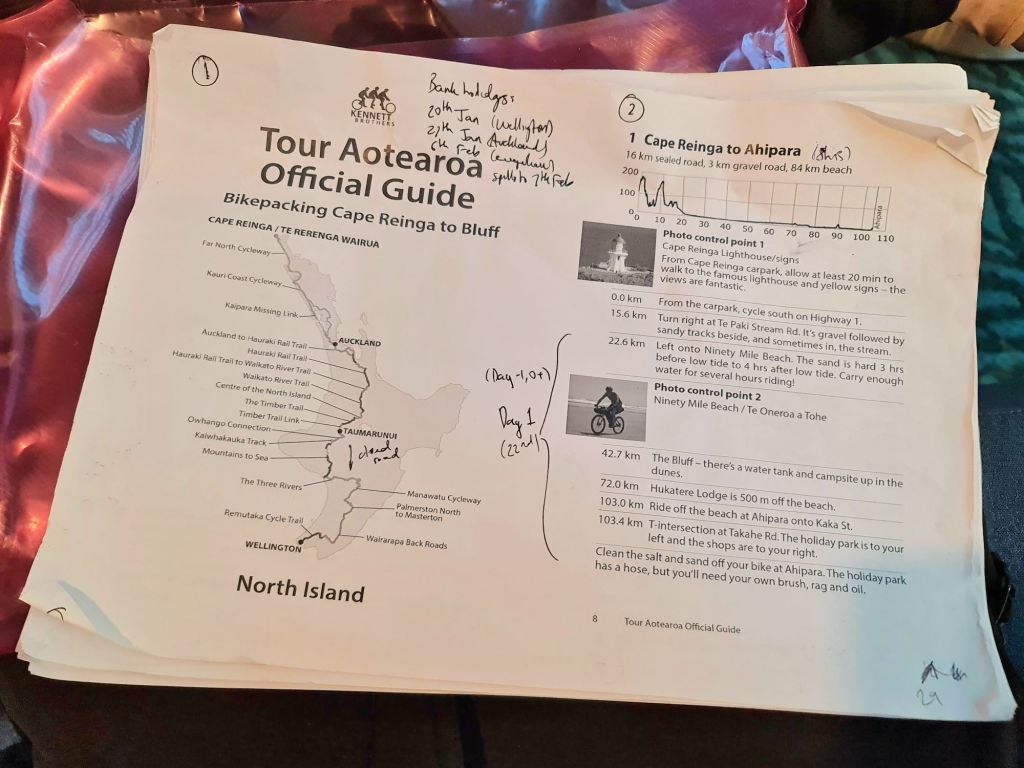 1
KENNETT
BROTHERS
Bank holidays:
20th Jan (Wellington)
27th Jan (Auckland)
6th Feb (everywhere)
spills to 7th Feb
Tour Aotearoa
Official Guide
Bikepacking Cape Reinga to Bluff
CAPE REINGA / TE RERENGA WAIRUA
Far North Cycleway
Kauri Coast Cycleway
Kaipara Missing Link
AUCKLAND
Auckland to Hauraki Rail Trail
Hauraki Rail Trail
Hauraki Rail Trail to Waikato River Trail
Waikato River Trail
Centre of the North Island
The Timber Trail
Timber Trail Link
Owhango Connection
TAUMARUNUI
Kaiwhakauka Track
Mountains to Sea
closed
road
The Three Rivers
Manawatu Cycleway
Palmerston North
to Masterton
Remutaka Cycle Trail
Wairarapa Back Roads
WELLINGTON
North Island
(Day -1, 0+)
Day 1
(22nd)
2
1 Cape Reinga to Ahipara (8hrs)
16 km sealed road, 3 km gravel road, 84 km beach
200
100
0
0 10 20 30 40 50 60 70 80 90 100 110
Ahipara
Photo control point 1
Cape Reinga Lighthouse/signs
From Cape Reinga carpark, allow at least 20 min to
walk to the famous lighthouse and yellow signs – the
views are fantastic.
0.0 km From the carpark, cycle south on Highway 1.
15.6 km Turn right at Te Paki Stream Rd. It's gravel followed by
sandy tracks beside, and sometimes in, the stream.
22.6 km Left onto Ninety Mile Beach. The sand is hard 3 hrs
before low tide to 4 hrs after low tide. Carry enough
water for several hours riding!
Photo control point 2
Ninety Mile Beach / Te Oneroa a Tohe
42.7 km The Bluff – there's a water tank and campsite up in the
dunes.
72.0 km Hukatere Lodge is 500 m off the beach.
103.0 km Ride off the beach at Ahipara onto Kaka St.
103.4 km T-intersection at Takahe Rd. The holiday park is to your
left and the shops are to your right.
Clean the salt and sand off your bike at Ahipara. The holiday park
has a hose, but you'll need your own brush, rag and oil.
8 Tour Aotearoa Official Guide
29